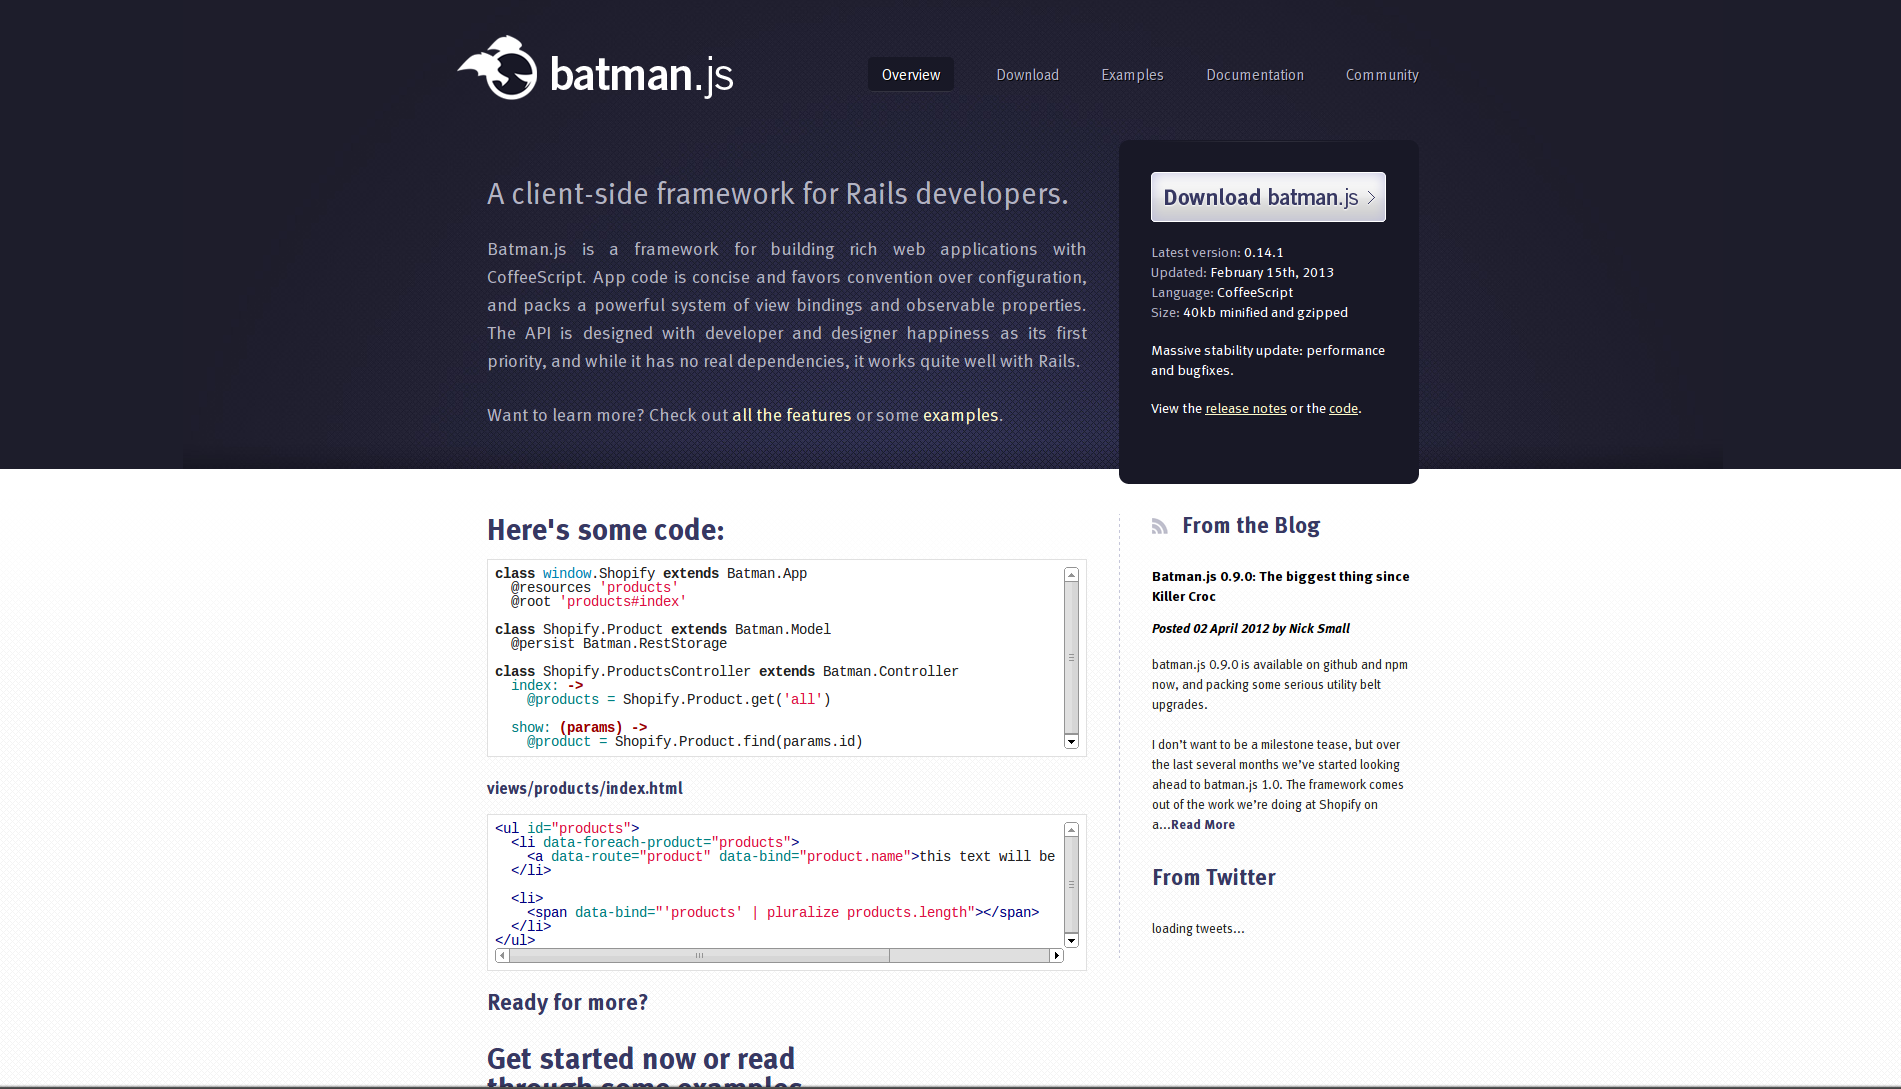 batman.js
Overview
Download
Examples
Documentation
Community
A client-side framework for Rails developers.
Batman.js is a framework for building rich web applications with
CoffeeScript. App code is concise and favors convention over configuration,
and packs a powerful system of view bindings and observable properties.
The API is designed with developer and designer happiness as its first
priority, and while it has no real dependencies, it works quite well with Rails.
Want to learn more? Check out all the features or some examples.
Download batman.js
Latest version: 0.14.1
Updated: February 15th, 2013
Language: CoffeeScript
Size: 40kb minified and gzipped
Massive stability update: performance
and bugfixes.
View the release notes or the code.
Here's some code:
class window.Shopify extends Batman.App
  @resources 'products'
  @root 'products#index'
class Shopify.Product extends Batman.Model
  @persist Batman.RestStorage
class Shopify.ProductsController extends Batman.Controller
  index: ->
    @products = Shopify.Product.get('all')
  show: (params) ->
    @product = Shopify.Product.find(params.id)
views/products/index.html
<ul id="products">
  <li data-foreach-product="products">
    <a data-route="product" data-bind="product.name">this text will be
  </li>
  <li>
    <span data-bind="'products' | pluralize products.length"></span>
  </li>
</ul>
Ready for more?
Get started now or read
through some examples
From the Blog
Batman.js 0.9.0: The biggest thing since
Killer Croc
Posted 02 April 2012 by Nick Small
batman.js 0.9.0 is available on github and npm
now, and packing some serious utility belt
upgrades.
I don't want to be a milestone tease, but over
the last several months we've started looking
ahead to batman.js 1.0. The framework comes
out of the work we're doing at Shopify on
a...Read More
From Twitter
loading tweets...